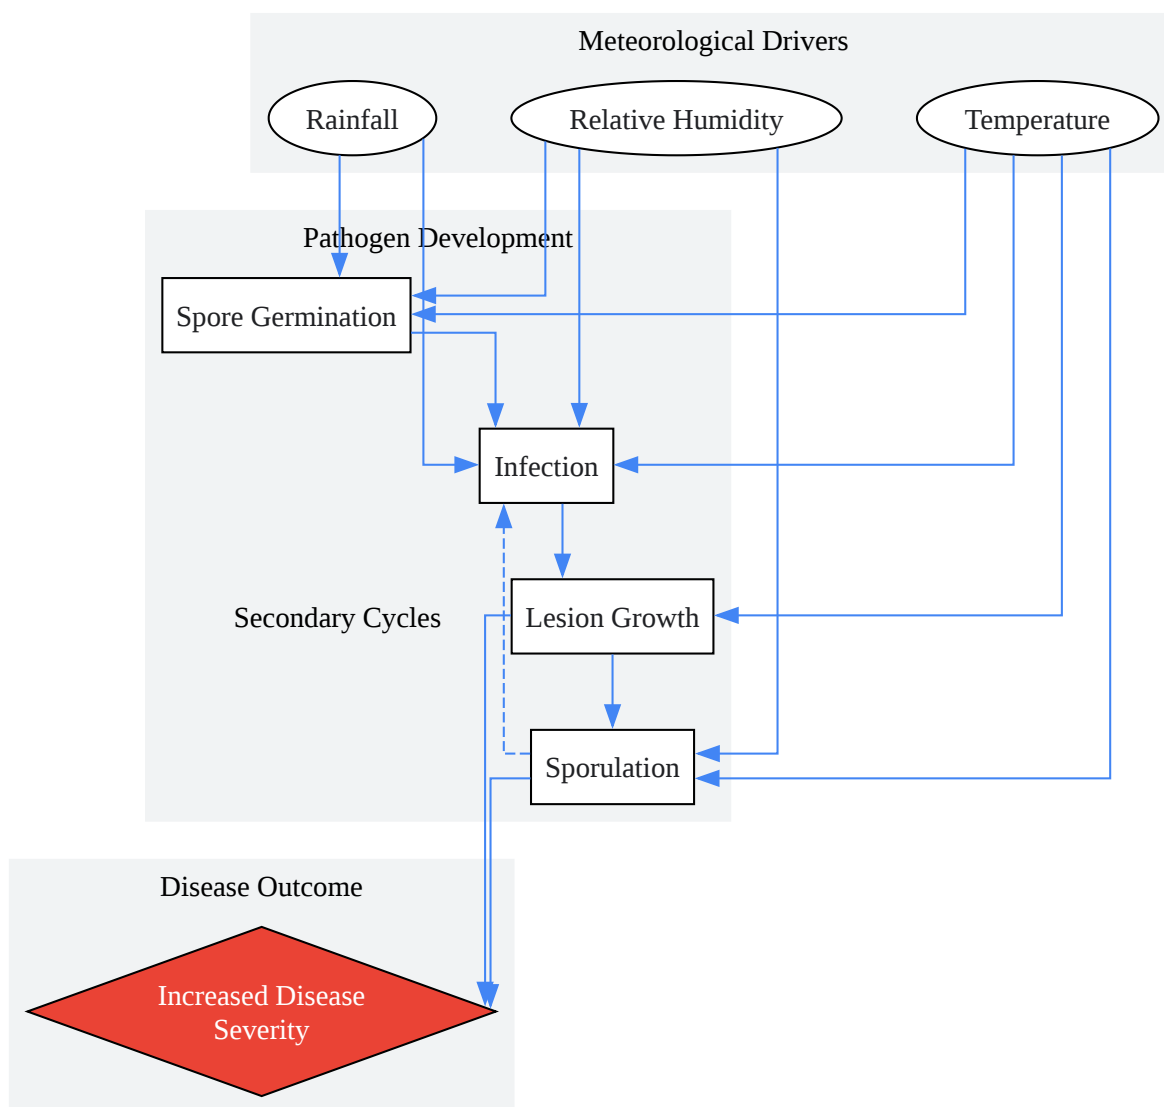 Meteorological Drivers
Rainfall
Relative Humidity
Temperature
Pathogen Development
Spore Germination
Infection
Secondary Cycles
Lesion Growth
Sporulation
Disease Outcome
Increased Disease
Severity